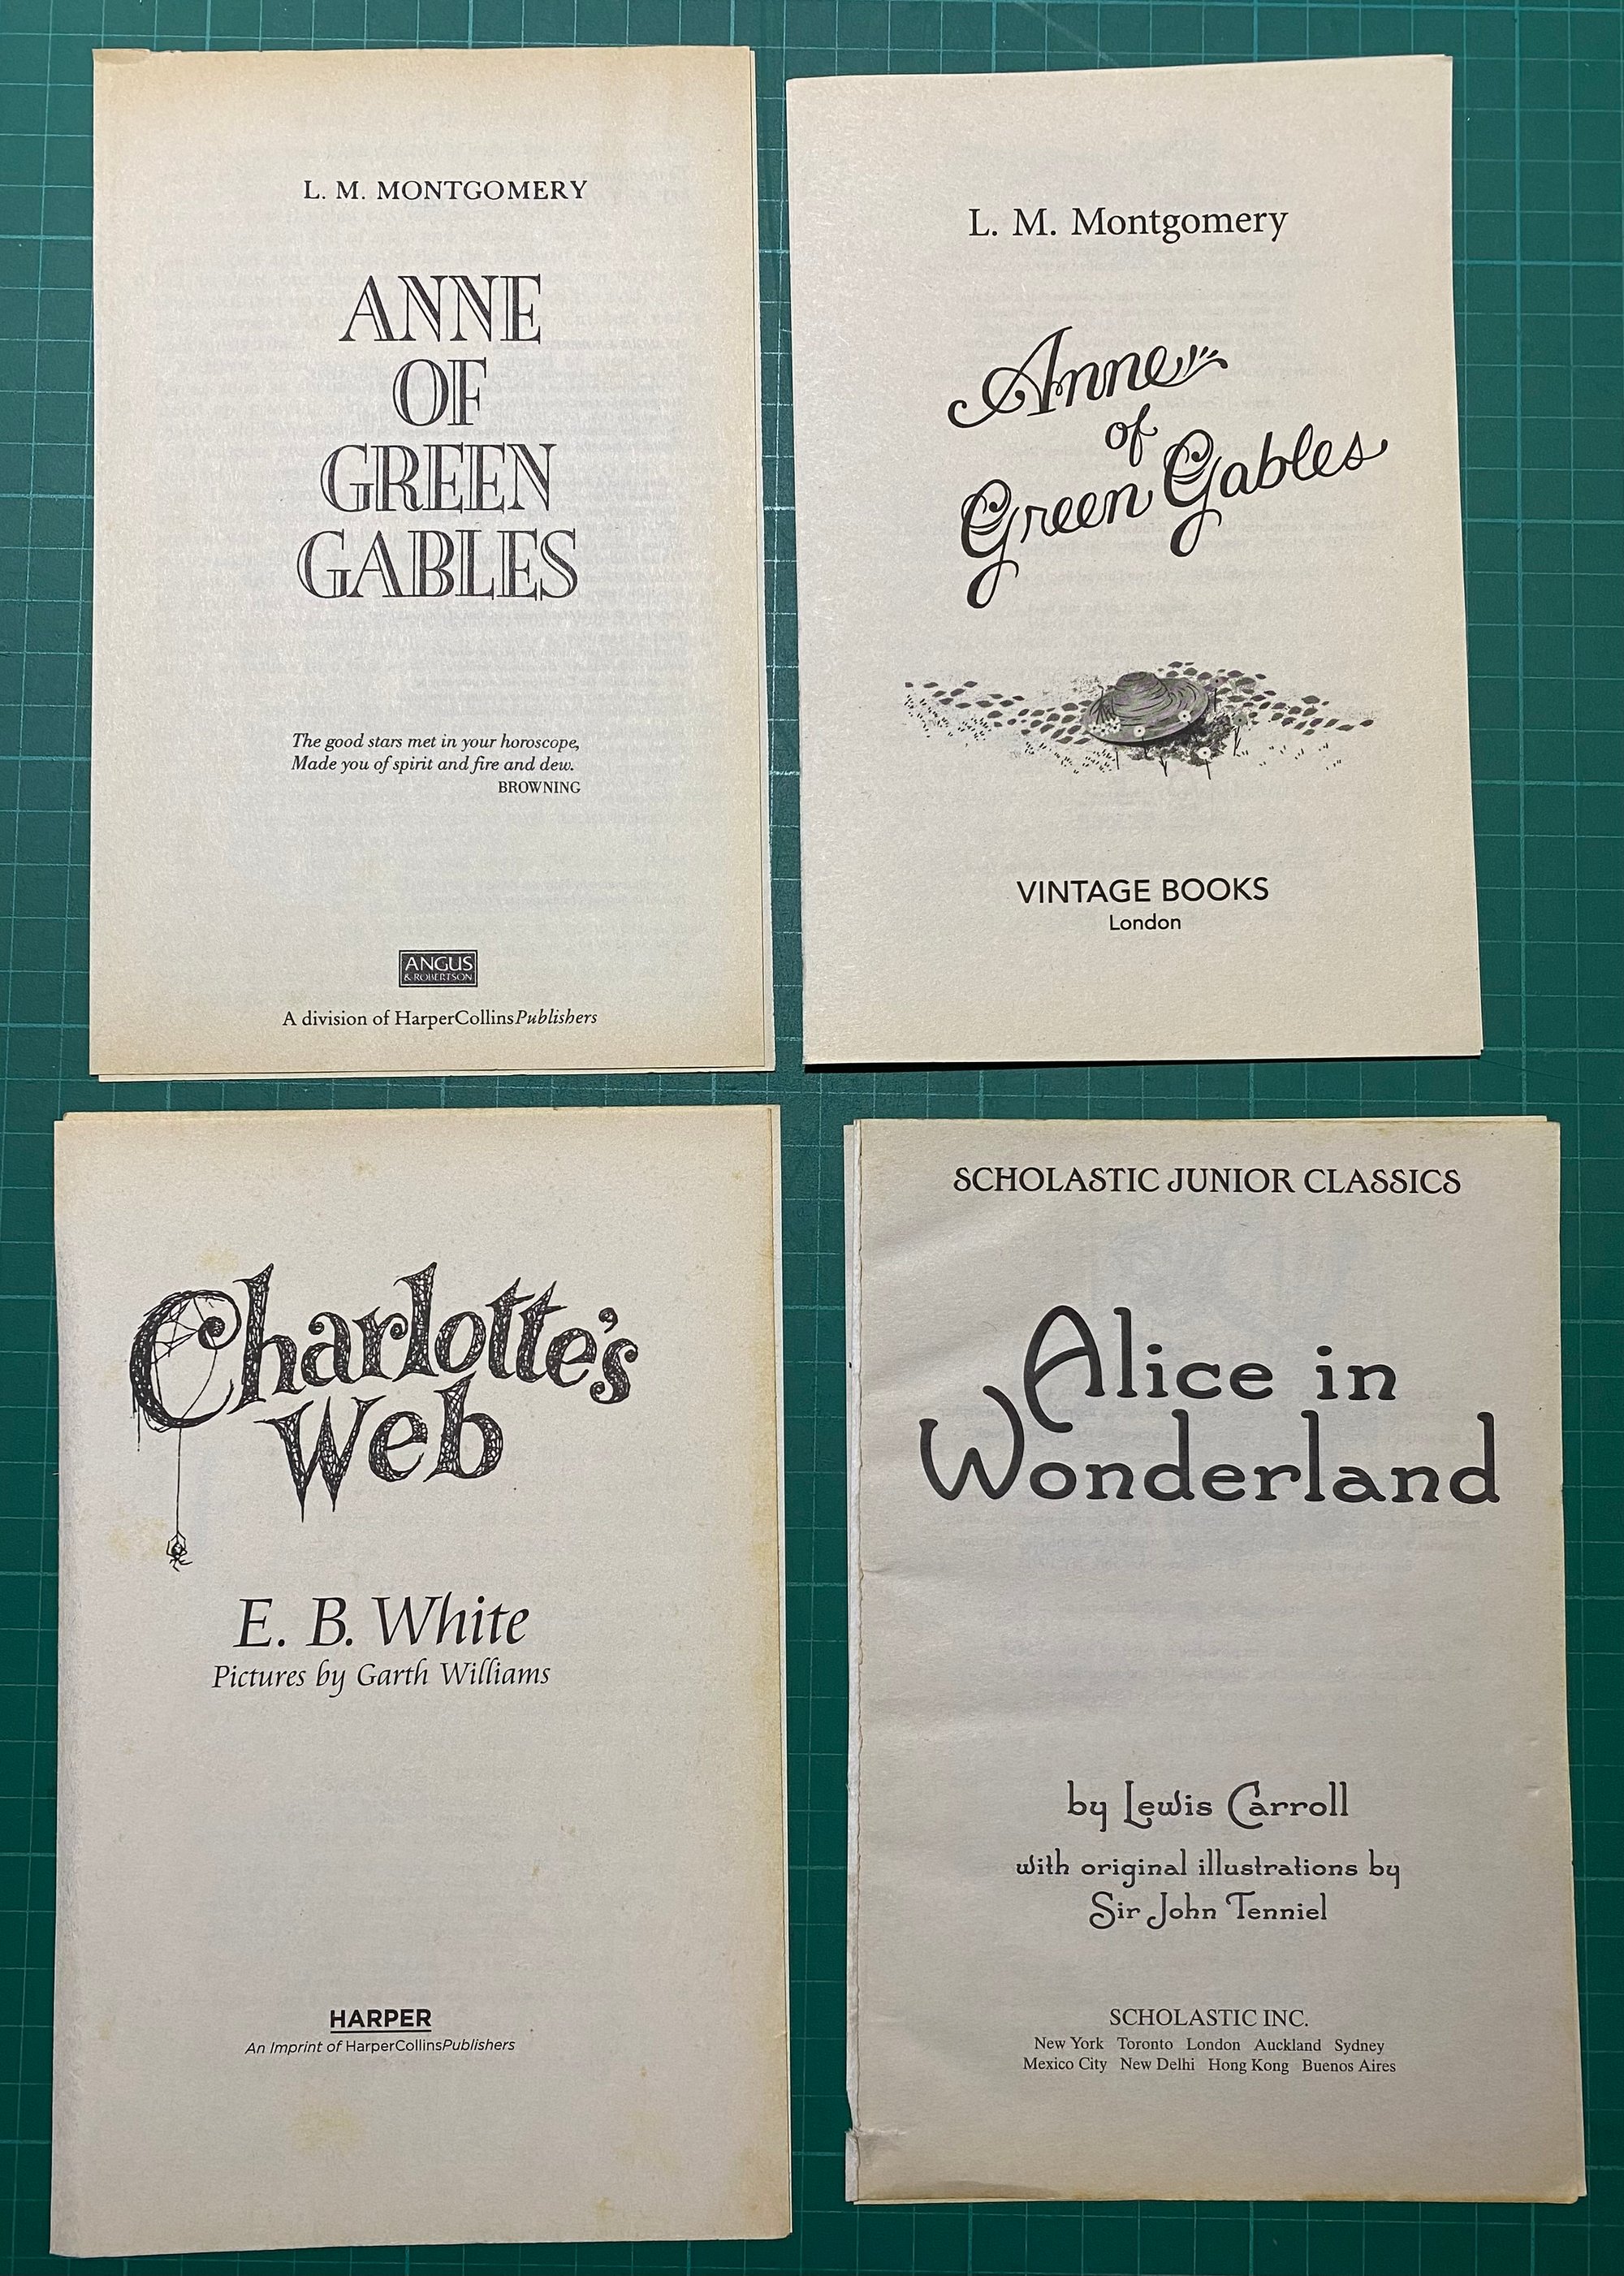 L. M. MONTGOMERY
ANNE
OF
GREEN
GABLES
The good stars met in your horoscope,
Made you of spirit and fire and dew.
BROWNING
ANGUS
& ROBERTSON
A division of HarperCollinsPublishers
L. M. Montgomery
Anne
of
Green Gables
VINTAGE BOOKS
London
Charlotte's
Web
E. B. White
Pictures by Garth Williams
HARPER
An Imprint of HarperCollinsPublishers
SCHOLASTIC JUNIOR CLASSICS
Alice in
Wonderland
by Lewis Carroll
with original illustrations by
Sir John Tenniel
SCHOLASTIC INC.
New York Toronto London Auckland Sydney
Mexico City New Delhi Hong Kong Buenos Aires